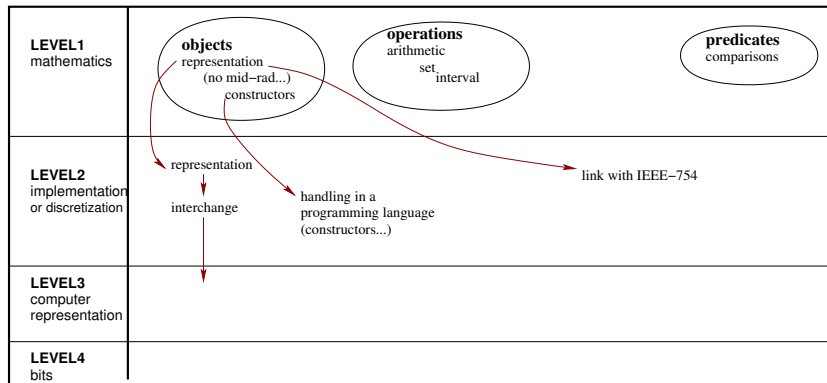 LEVEL1
mathematics
objects
representation
(no mid−rad...)
constructors
operations
arithmetic
set
interval
predicates
comparisons
LEVEL2
implementation
or discretization
representation
interchange
handling in a
programming language
(constructors...)
link with IEEE−754
LEVEL3
computer
representation
LEVEL4
bits